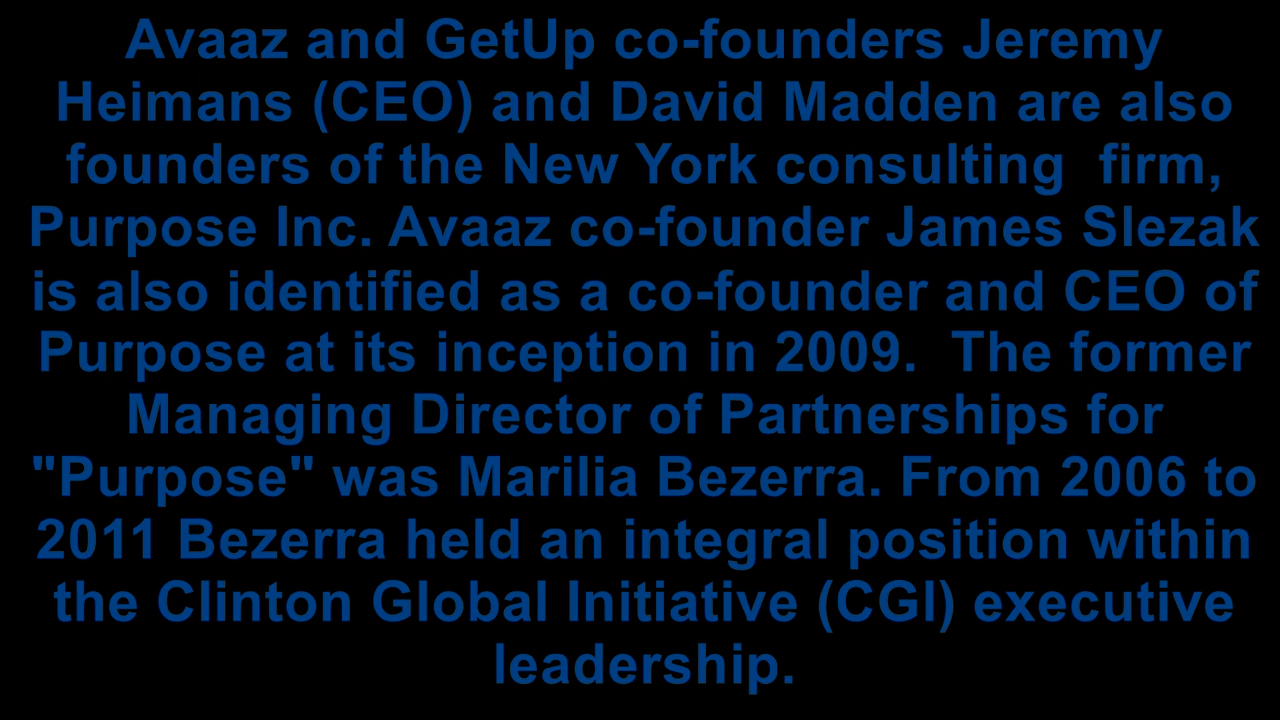 Avaaz and GetUp co-founders Jeremy
Heimans (CEO) and David Madden are also
founders of the New York consulting  firm,
Purpose Inc. Avaaz co-founder James Slezak
is also identified as a co-founder and CEO of
Purpose at its inception in 2009.  The former
Managing Director of Partnerships for
"Purpose" was Marilia Bezerra. From 2006 to
2011 Bezerra held an integral position within
the Clinton Global Initiative (CGI) executive
leadership.